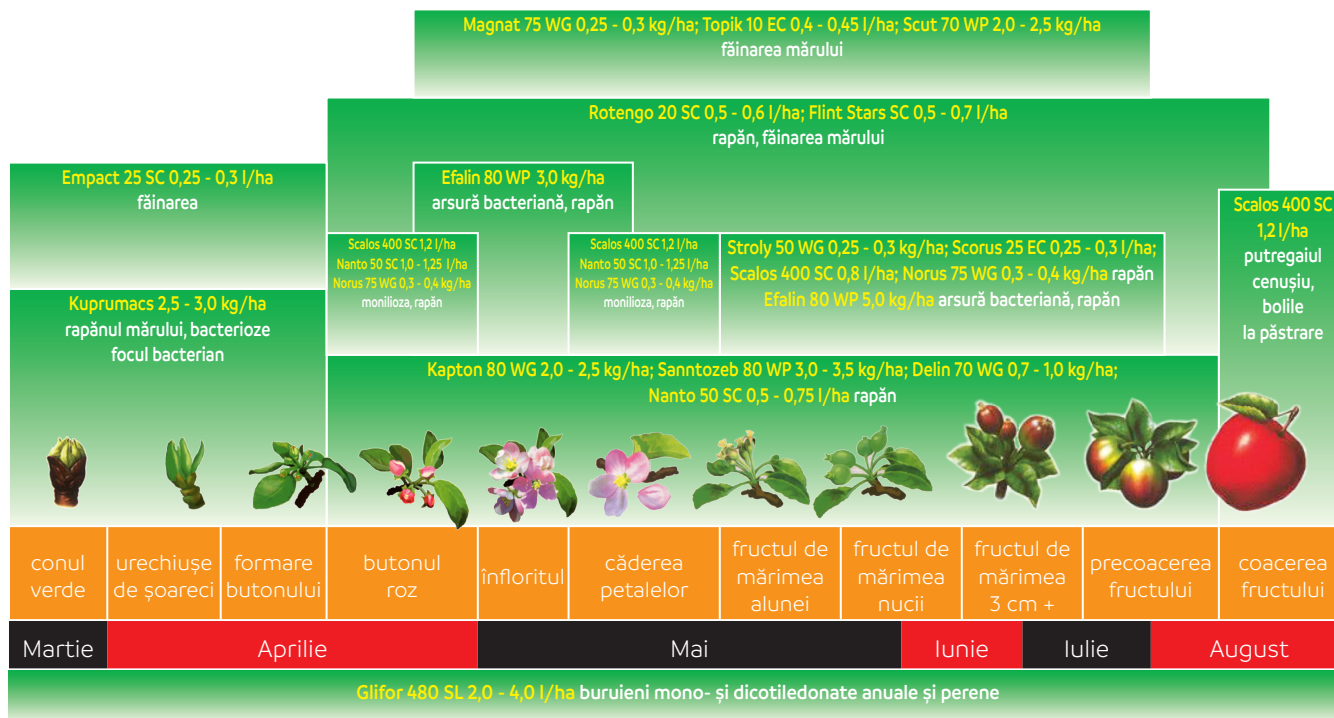 Magnat 75 WG 0,25 - 0,3 kg/ha; Topik 10 EC 0,4 - 0,45 l/ha; Scut 70 WP 2,0 - 2,5 kg/ha
făinarea mărului
Rotengo 20 SC 0,5 - 0,6 l/ha; Flint Stars SC 0,5 - 0,7 l/ha
rapăn, făinarea mărului
Empact 25 SC 0,25 - 0,3 l/ha
făinarea
Efalin 80 WP 3,0 kg/ha
arsură bacteriană, rapăn
Scalos 400 SC
1,2 l/ha
putregaiul
cenușiu,
bolile
la păstrare
Scalos 400 SC 1,2 l/ha
Nanto 50 SC 1,0 - 1,25 l/ha
Norus 75 WG 0,3 - 0,4 kg/ha
monilioza, rapăn
Scalos 400 SC 1,2 l/ha
Nanto 50 SC 1,0 - 1,25 l/ha
Norus 75 WG 0,3 - 0,4 kg/ha
monilioza, rapăn
Stroly 50 WG 0,25 - 0,3 kg/ha; Scorus 25 EC 0,25 - 0,3 l/ha;
Scalos 400 SC 0,8 l/ha; Norus 75 WG 0,3 - 0,4 kg/ha rapăn
Efalin 80 WP 5,0 kg/ha arsură bacteriană, rapăn
Kuprumacs 2,5 - 3,0 kg/ha
rapănul mărului, bacterioze
focul bacterian
Kapton 80 WG 2,0 - 2,5 kg/ha; Sanntozeb 80 WP 3,0 - 3,5 kg/ha; Delin 70 WG 0,7 - 1,0 kg/ha;
Nanto 50 SC 0,5 - 0,75 l/ha rapăn
conul
verde
urechiușe
de șoareci
formare
butonului
butonul
roz
înfloritul
căderea
petalelor
fructul de
mărimea
alunei
fructul de
mărimea
nucii
fructul de
mărimea
3 cm +
precoacerea
fructului
coacerea
fructului
Martie
Aprilie
Mai
Iunie
Iulie
August
Glifor 480 SL 2,0 - 4,0 l/ha buruieni mono- și dicotiledonate anuale și perene